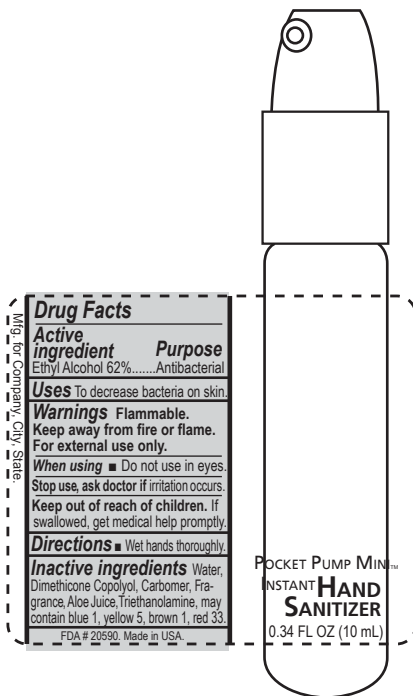 Drug Facts
Active
ingredient Purpose
Ethyl Alcohol 62%.......Antibacterial
Uses To decrease bacteria on skin.
Warnings Flammable.
Keep away from fire or flame.
For external use only.
When using ■ Do not use in eyes.
Stop use, ask doctor if irritation occurs.
Keep out of reach of children. If
swallowed, get medical help promptly.
Directions ■ Wet hands thoroughly.
Inactive ingredients Water,
Dimethicone Copolyol, Carbomer, Fra-
grance, Aloe Juice, Triethanolamine, may
contain blue 1, yellow 5, brown 1, red 33.
FDA # 20590. Made in USA.
Mfg. for Company, City, State.
POCKET PUMP MINI™
INSTANT HAND
SANITIZER
0.34 FL OZ (10 mL)